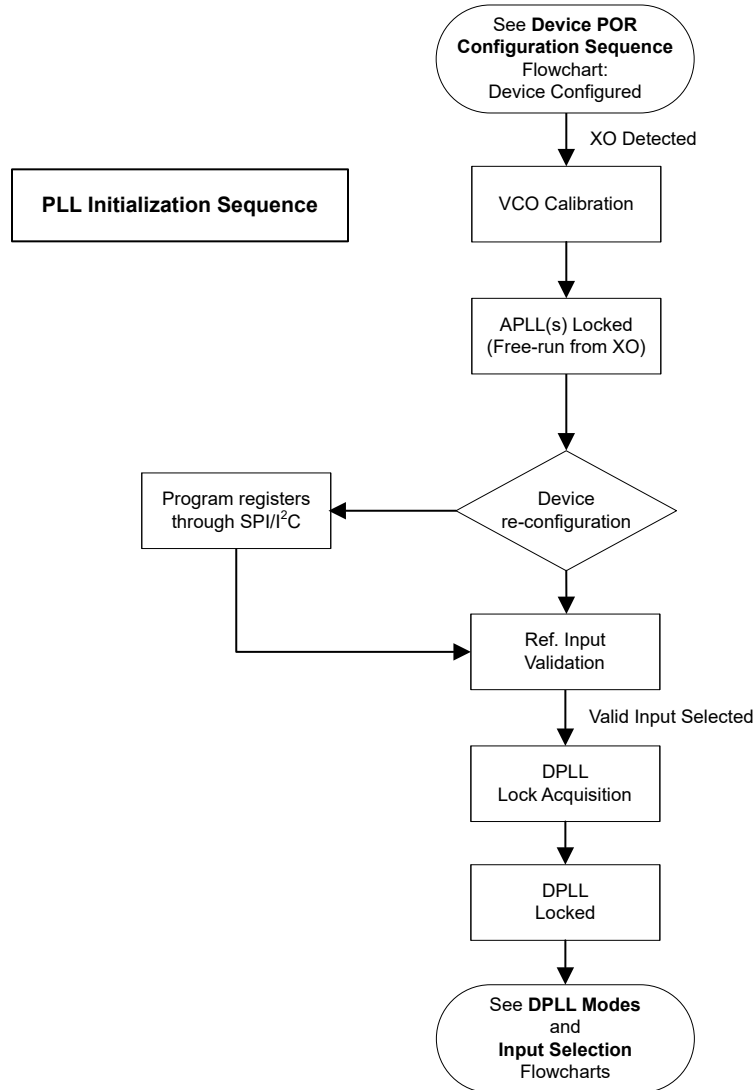 See Device POR
Configuration Sequence
Flowchart:
Device Configured
XO Detected
PLL Initialization Sequence
VCO Calibration
APLL(s) Locked
(Free-run from XO)
Device
re-configuration
Program registers
through SPI/I²C
Ref. Input
Validation
Valid Input Selected
DPLL
Lock Acquisition
DPLL
Locked
See DPLL Modes
and
Input Selection
Flowcharts